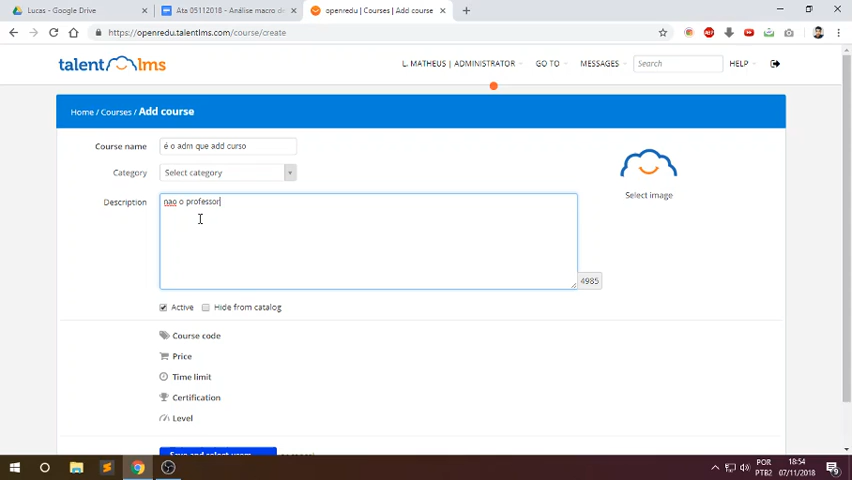 Lucas - Google Drive
Ata 05112018 - Análise macro de
openredu | Courses | Add course
https://openredu.talentlms.com/course/create
talent lms
L. MATHEUS | ADMINISTRATOR
GO TO
MESSAGES
Search
HELP
Home / Courses / Add course
Course name
é o adm que add curso
Category
Select category
Select image
Description
nao o professor
4985
Active
Hide from catalog
Course code
Price
Time limit
Certification
Level
Save and select users
POR
PTB2
18:54
07/11/2018